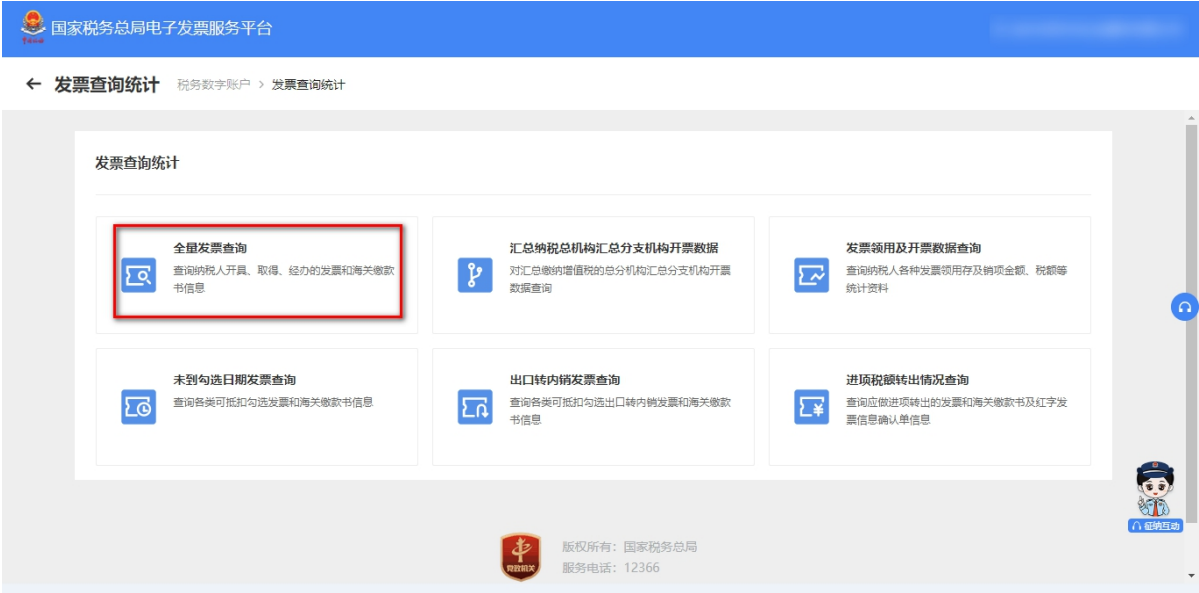 国家税务总局电子发票服务平台
发票查询统计 税务数字账户 > 发票查询统计
发票查询统计
全量发票查询
查询纳税人开具、取得、经办的发票和海关缴款
书信息
汇总纳税总机构汇总分支机构开票数据
对汇总缴纳增值税的总分机构汇总分支机构开票
数据查询
发票领用及开票数据查询
查询纳税人各种发票领用存及销项金额、税额等
统计资料
未到勾选日期发票查询
查询各类可抵扣勾选发票和海关缴款书信息
出口转内销发票查询
查询各类可抵扣勾选出口转内销发票和海关缴款
书信息
进项税额转出情况查询
查询应做进项转出的发票和海关缴款书及红字发
票信息确认单信息
征纳互动
党政机关
版权所有：国家税务总局
服务电话：12366